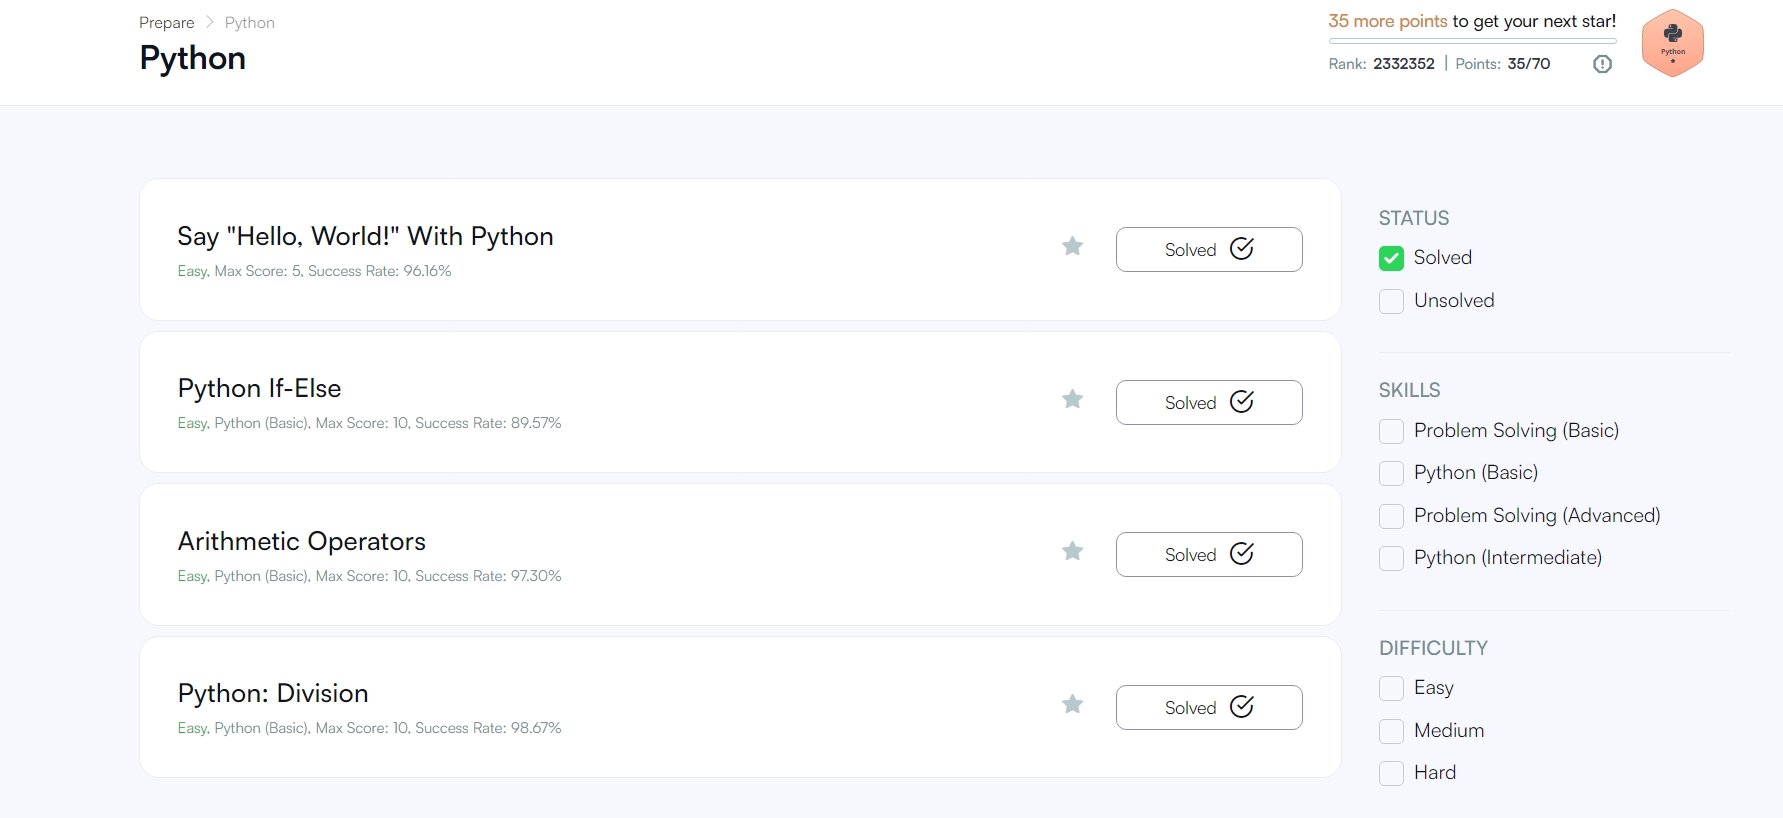 Prepare > Python
Python
35 more points to get your next star!
Rank: 2332352 | Points: 35/70
Python
Say "Hello, World!" With Python
Easy, Max Score: 5, Success Rate: 96.16%
Solved
Python If-Else
Easy, Python (Basic), Max Score: 10, Success Rate: 89.57%
Solved
Arithmetic Operators
Easy, Python (Basic), Max Score: 10, Success Rate: 97.30%
Solved
Python: Division
Easy, Python (Basic), Max Score: 10, Success Rate: 98.67%
Solved
STATUS
Solved
Unsolved
SKILLS
Problem Solving (Basic)
Python (Basic)
Problem Solving (Advanced)
Python (Intermediate)
DIFFICULTY
Easy
Medium
Hard